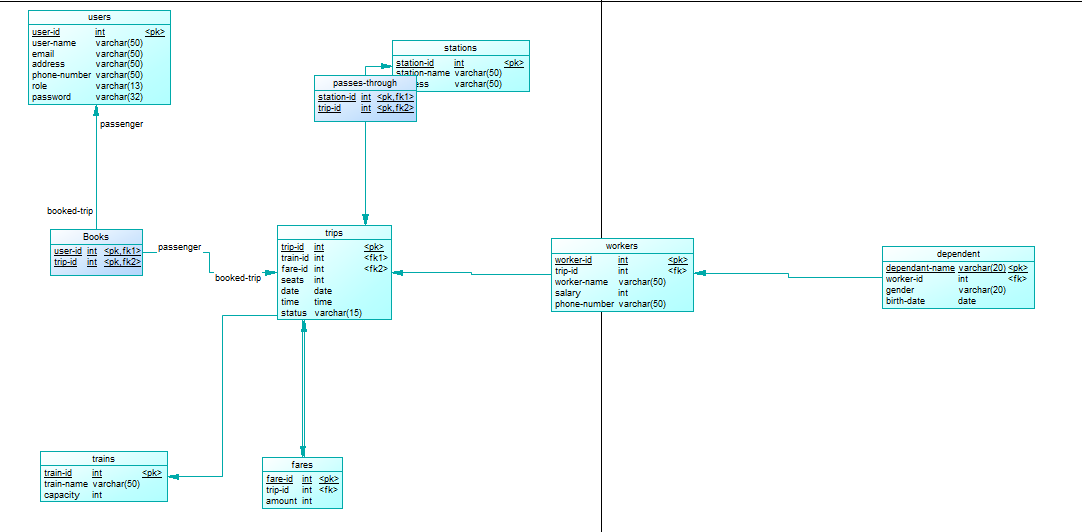 users
user-id int <pk>
user-name varchar(50)
email varchar(50)
address varchar(50)
phone-number varchar(50)
role varchar(13)
password varchar(32)
stations
station-id int <pk>
station-name varchar(50)
ess varchar(50)
passes-through
station-id int <pk,fk1>
trip-id int <pk,fk2>
passenger
booked-trip
Books
user-id int <pk,fk1>
trip-id int <pk,fk2>
passenger
booked-trip
trips
trip-id int <pk>
train-id int <fk1>
fare-id int <fk2>
seats int
date date
time time
status varchar(15)
workers
worker-id int <pk>
trip-id int <fk>
worker-name varchar(50)
salary int
phone-number varchar(50)
dependent
dependant-name varchar(20) <pk>
worker-id int <fk>
gender varchar(20)
birth-date date
trains
train-id int <pk>
train-name varchar(50)
capacity int
fares
fare-id int <pk>
trip-id int <fk>
amount int